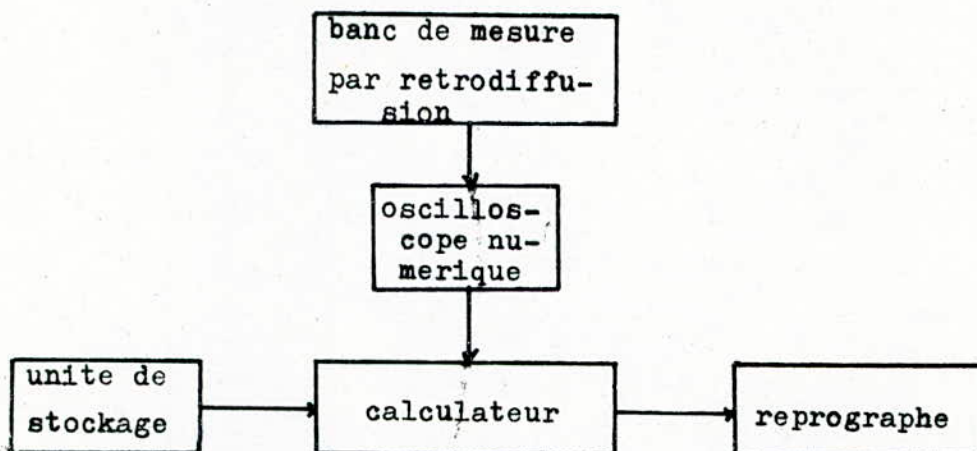 banc de mesure
par retrodiffu-
sion
oscillos-
cope nu-
merique
unite de
stockage
calculateur
reprographe